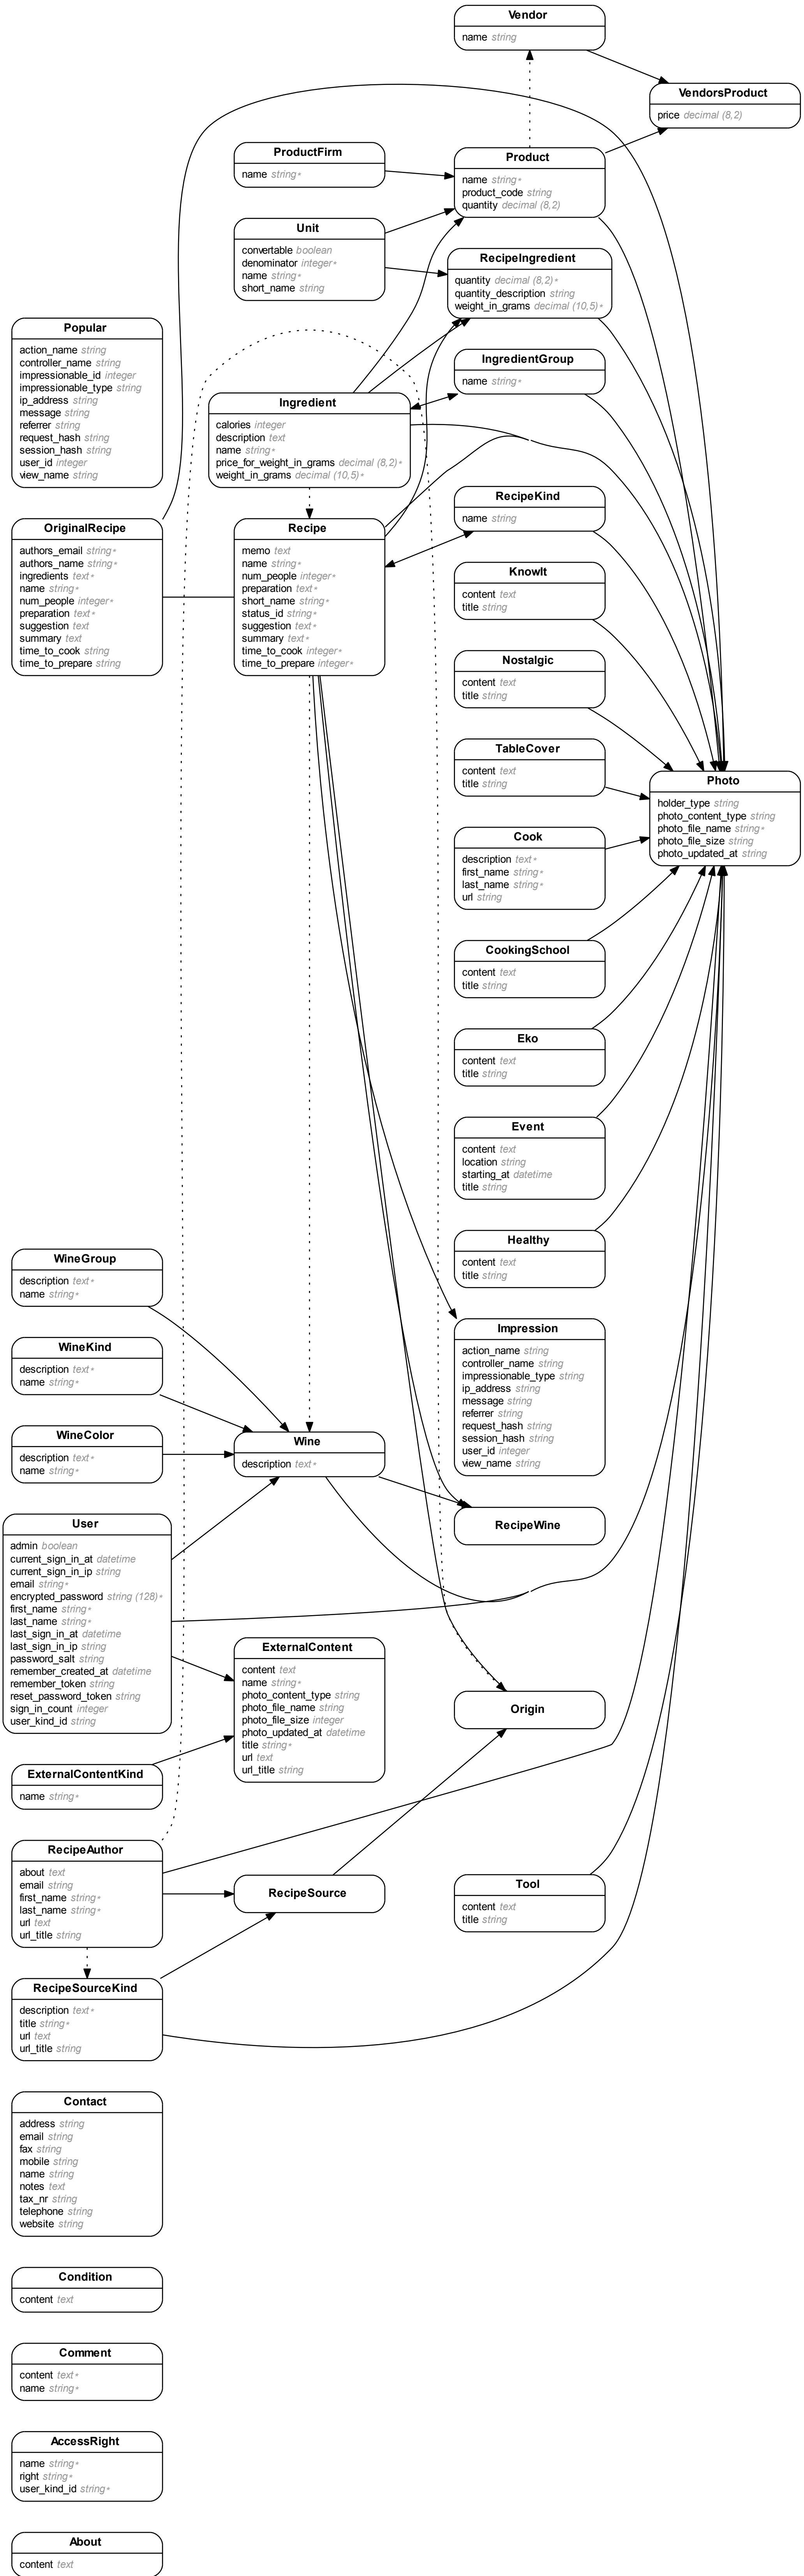 Vendor
name string
VendorsProduct
price decimal (8,2)
ProductFirm
name string∗
Product
name string∗
product_code string
quantity decimal (8,2)
Unit
convertable boolean
denominator integer∗
name string∗
short_name string
RecipeIngredient
quantity decimal (8,2)∗
quantity_description string
weight_in_grams decimal (10,5)∗
Popular
action_name string
controller_name string
impressionable_id integer
impressionable_type string
ip_address string
message string
referrer string
request_hash string
session_hash string
user_id integer
view_name string
IngredientGroup
name string∗
Ingredient
calories integer
description text
name string∗
price_for_weight_in_grams decimal (8,2)∗
weight_in_grams decimal (10,5)∗
RecipeKind
name string
OriginalRecipe
authors_email string∗
authors_name string∗
ingredients text∗
name string∗
num_people integer∗
preparation text∗
suggestion text
summary text
time_to_cook string
time_to_prepare string
Recipe
memo text
name string∗
num_people integer∗
preparation text∗
short_name string∗
status_id string∗
suggestion text∗
summary text∗
time_to_cook integer∗
time_to_prepare integer∗
KnowIt
content text
title string
Nostalgic
content text
title string
TableCover
content text
title string
Photo
holder_type string
photo_content_type string
photo_file_name string∗
photo_file_size string
photo_updated_at string
Cook
description text∗
first_name string∗
last_name string∗
url string
CookingSchool
content text
title string
Eko
content text
title string
Event
content text
location string
starting_at datetime
title string
Healthy
content text
title string
WineGroup
description text∗
name string∗
Impression
action_name string
controller_name string
impressionable_type string
ip_address string
message string
referrer string
request_hash string
session_hash string
user_id integer
view_name string
WineKind
description text∗
name string∗
WineColor
description text∗
name string∗
Wine
description text∗
RecipeWine
User
admin boolean
current_sign_in_at datetime
current_sign_in_ip string
email string∗
encrypted_password string (128)∗
first_name string∗
last_name string∗
last_sign_in_at datetime
last_sign_in_ip string
password_salt string
remember_created_at datetime
remember_token string
reset_password_token string
sign_in_count integer
user_kind_id string
ExternalContent
content text
name string∗
photo_content_type string
photo_file_name string
photo_file_size integer
photo_updated_at datetime
title string∗
url text
url_title string
Origin
ExternalContentKind
name string∗
RecipeAuthor
about text
email string
first_name string∗
last_name string∗
url text
url_title string
RecipeSource
Tool
content text
title string
RecipeSourceKind
description text∗
title string∗
url text
url_title string
Contact
address string
email string
fax string
mobile string
name string
notes text
tax_nr string
telephone string
website string
Condition
content text
Comment
content text∗
name string∗
AccessRight
name string∗
right string∗
user_kind_id string∗
About
content text